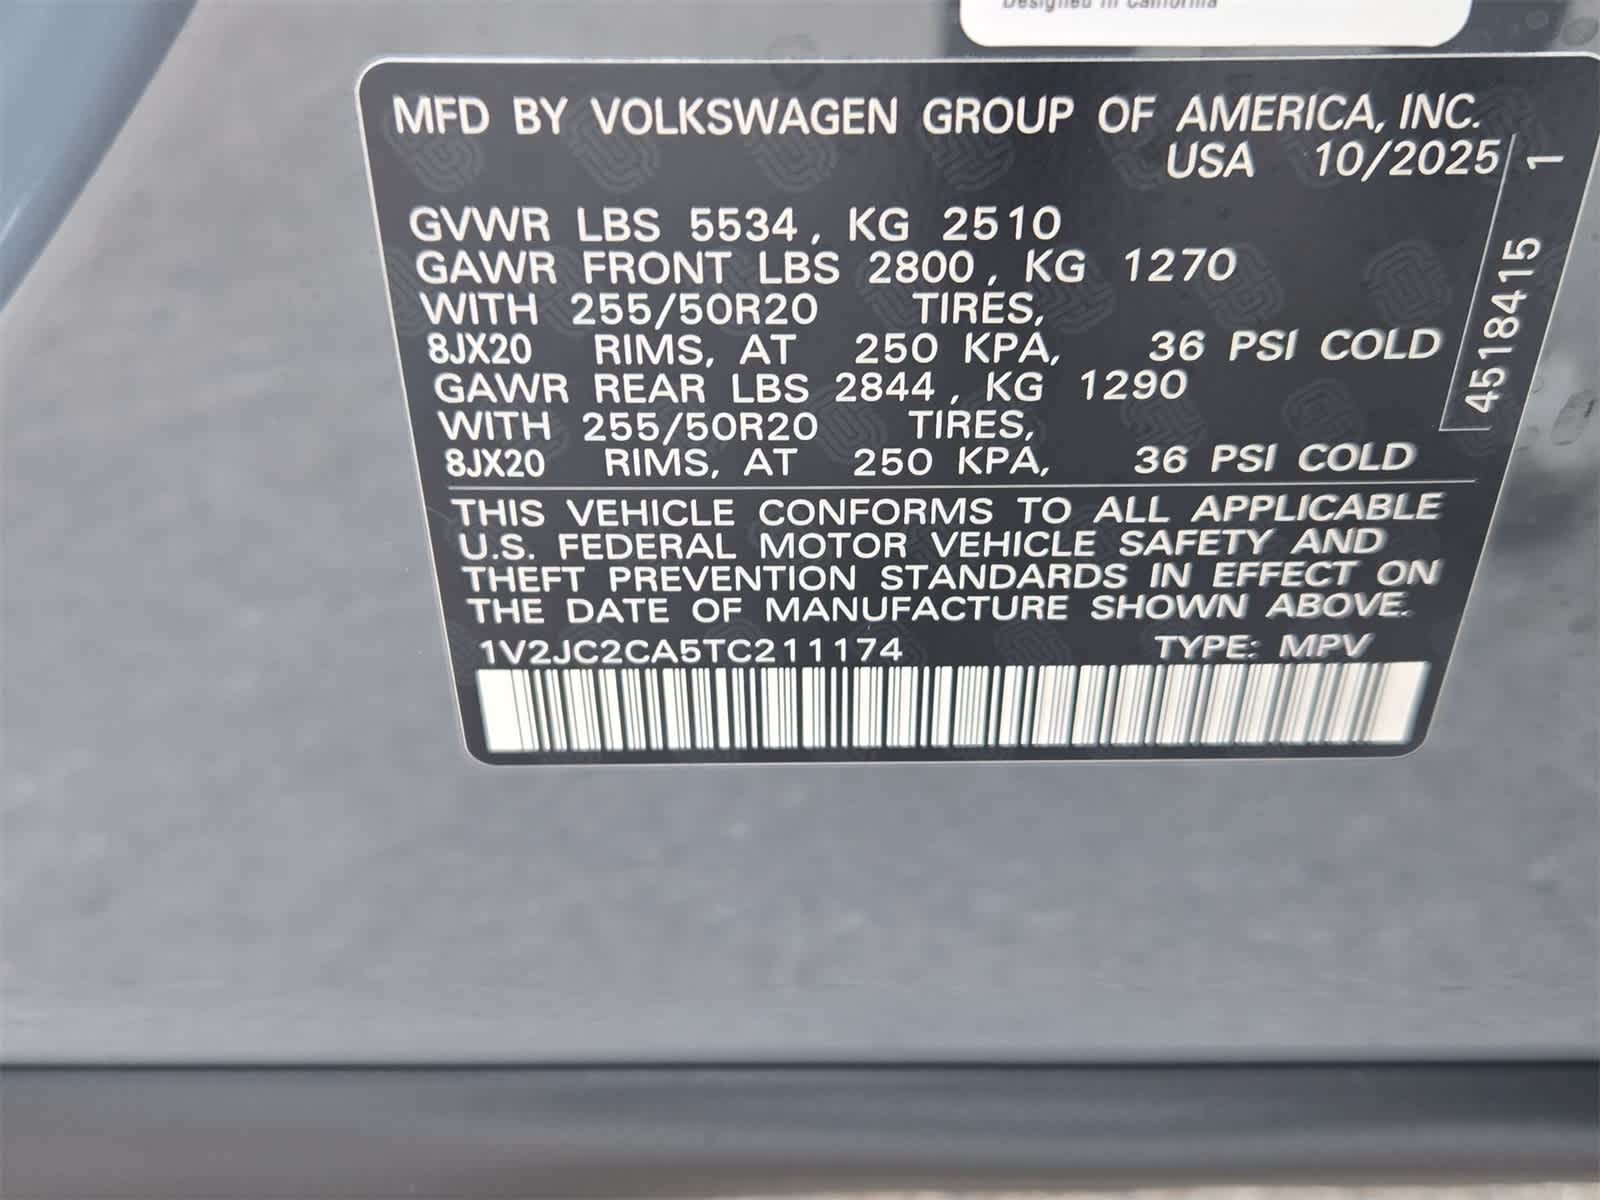 Designed in California
MFD BY VOLKSWAGEN GROUP OF AMERICA, INC.
USA 10/2025
GVWR LBS 5534, KG 2510
GAWR FRONT LBS 2800, KG 1270
WITH 255/50R20 TIRES,
8JX20 RIMS, AT 250 KPA, 36 PSI COLD
GAWR REAR LBS 2844, KG 1290
WITH 255/50R20 TIRES,
8JX20 RIMS, AT 250 KPA, 36 PSI COLD
THIS VEHICLE CONFORMS TO ALL APPLICABLE
U.S. FEDERAL MOTOR VEHICLE SAFETY AND
THEFT PREVENTION STANDARDS IN EFFECT ON
THE DATE OF MANUFACTURE SHOWN ABOVE.
1V2JC2CA5TC211174 TYPE: MPV
4518415 1